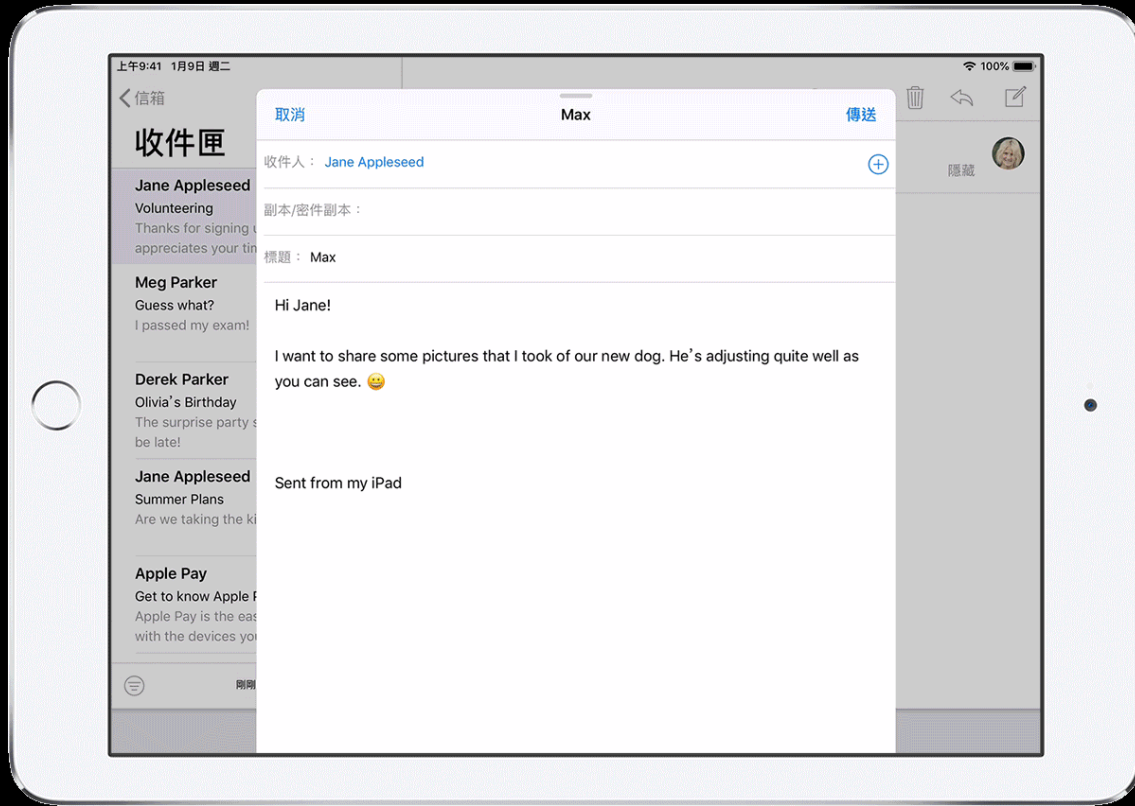 上午9:41 1月9日 週二
100%
信箱
收件匣
Jane Appleseed
Volunteering
Thanks for signing
appreciates your
Meg Parker
Guess what?
I passed my exam!
Derek Parker
Olivia's Birthday
The surprise party
be late!
Jane Appleseed
Summer Plans
Are we taking the
Apple Pay
Get to know Apple
Apple Pay is the
with the devices
剛剛
取消
Max
傳送
收件人：
Jane Appleseed
副本/密件副本：
標題： Max
Hi Jane!
I want to share some pictures that I took of our new dog. He's adjusting quite well as
you can see. 😀
Sent from my iPad
隱藏